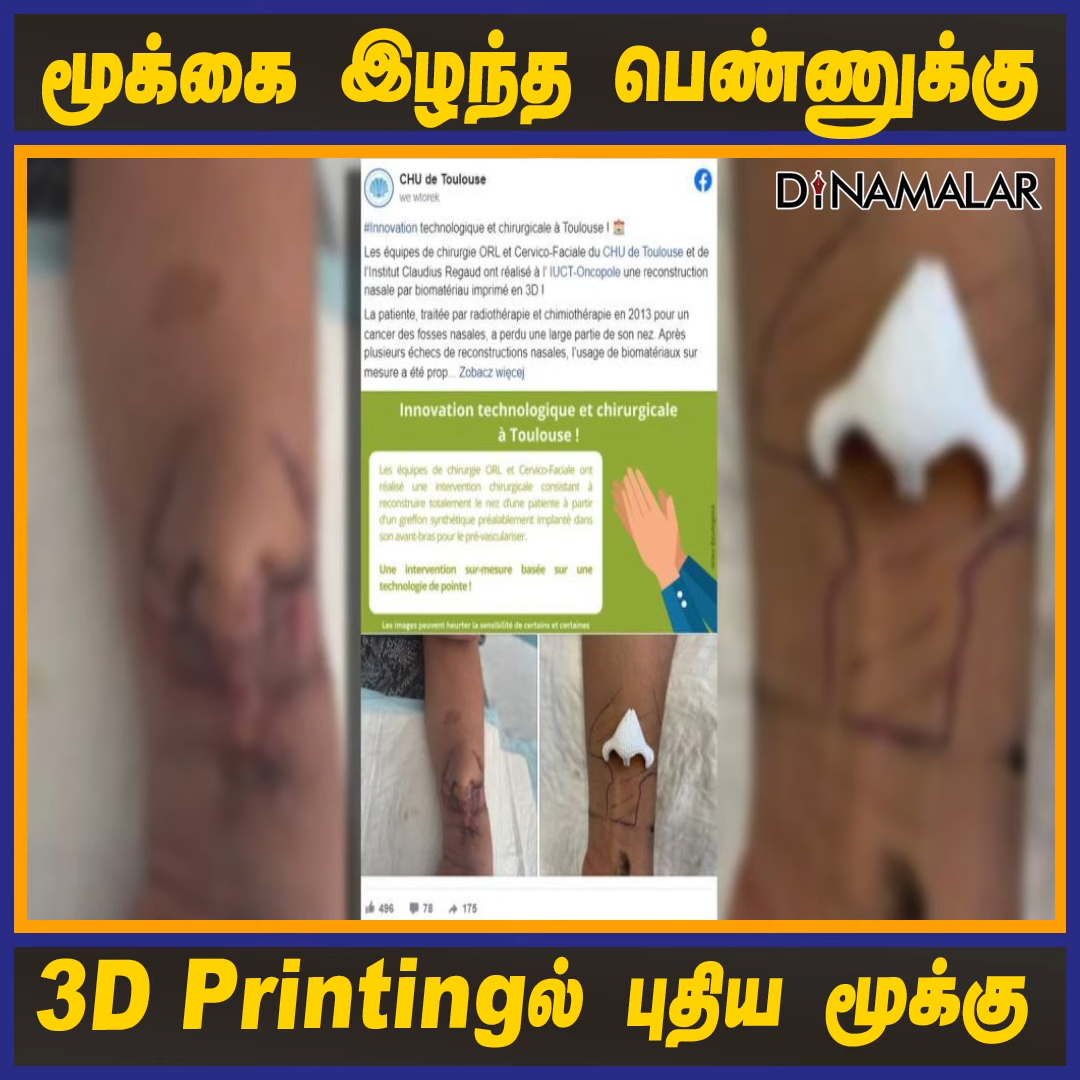 மூக்கை இழந்த பெண்ணுக்கு
DINAMALAR
CHU de Toulouse
we wtorek
#Innovation technologique et chirurgicale à Toulouse !
Les équipes de chirurgie ORL et Cervico-Faciale du CHU de Toulouse et de
l'Institut Claudius Regaud ont réalisé à l' IUCT-Oncopole une reconstruction
nasale par biomatériau imprimé en 3D !
La patiente, traitée par radiothérapie et chimiothérapie en 2013 pour un
cancer des fosses nasales, a perdu une large partie de son nez. Après
plusieurs échecs de reconstructions nasales, l'usage de biomatériaux sur
mesure a été prop... Zobacz więcej
Innovation technologique et chirurgicale
à Toulouse !
Les équipes de chirurgie ORL et Cervico-Faciale ont
réalisé une intervention chirurgicale consistant à
reconstruire totalement le nez d'une patiente à partir
d'un greffon synthétique préalablement implanté dans
son avant-bras pour le pré-vasculariser.
Une intervention sur-mesure basée sur une
technologie de pointe !
Les images peuvent heurter la sensibilité de certains et certaines
496 78 175
3D Printingல் புதிய மூக்கு